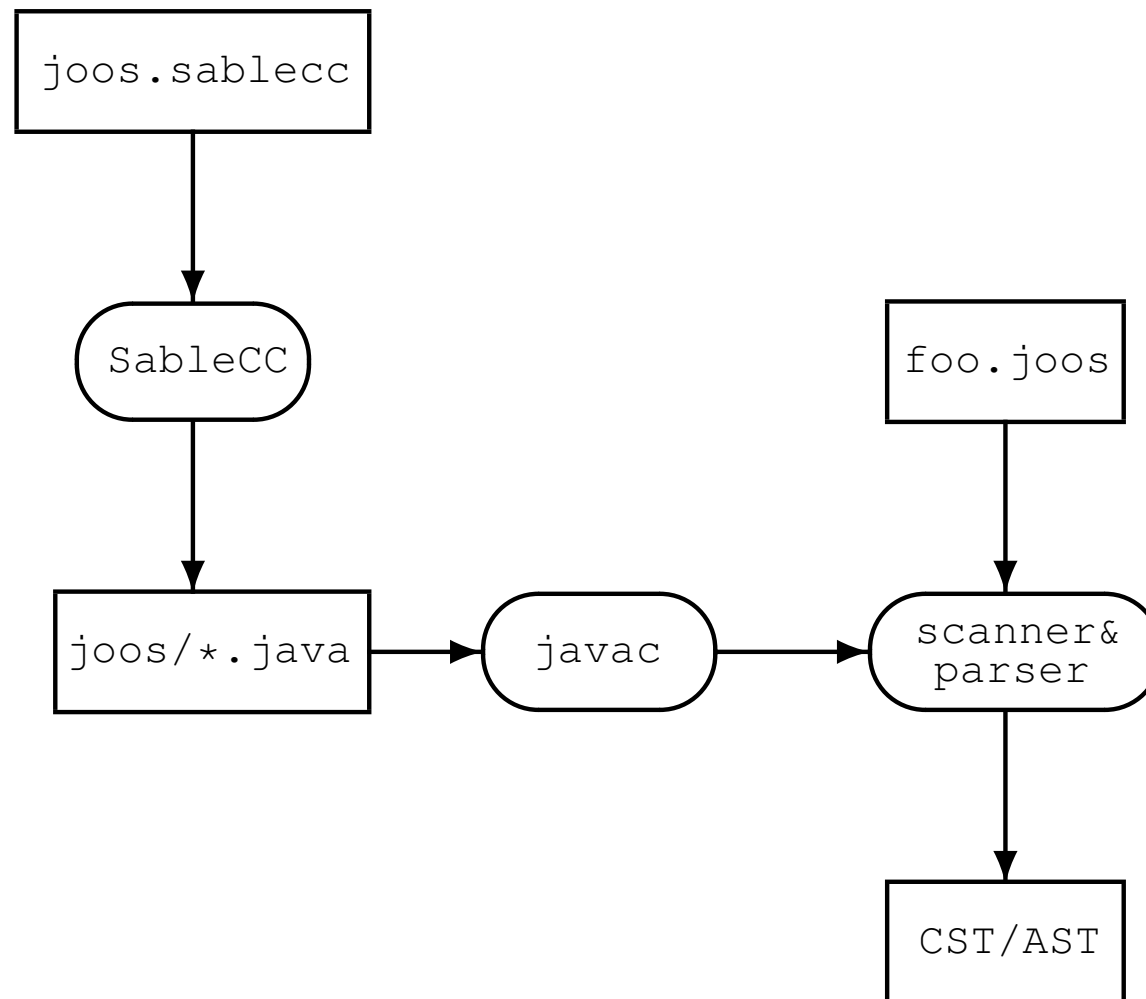 joos.sablecc
SableCC
foo.joos
joos/*.java
javac
scanner&
parser
CST/AST